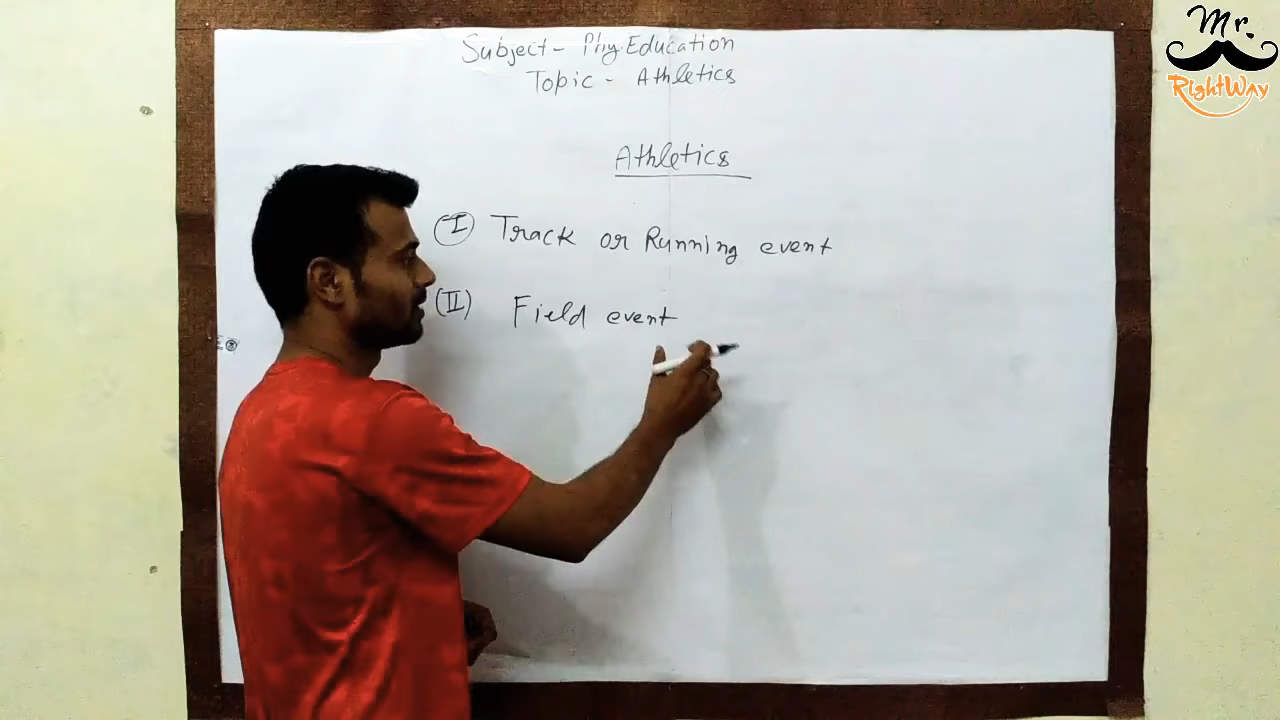 Subject - Phy. Education
Topic - Athletics
Athletics
(I) Track or Running event
(II) Field event
Mr.
RightWay